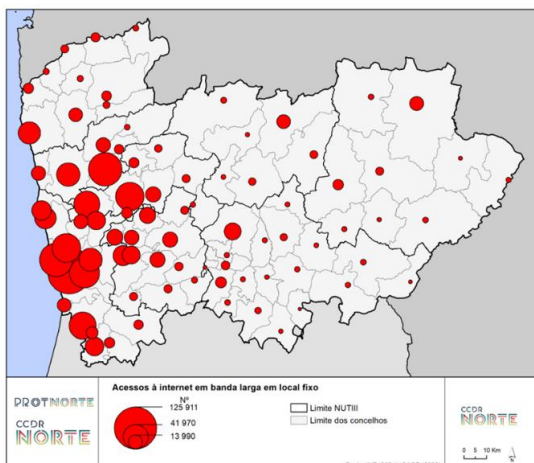 Acessos à internet em banda larga em local fixo
Nº
125 911
41 970
13 990
Limite NUTIII
Limite dos concelhos
PROTNORTE
CCDR
NORTE
CCDR
NORTE
0 5 10 Km